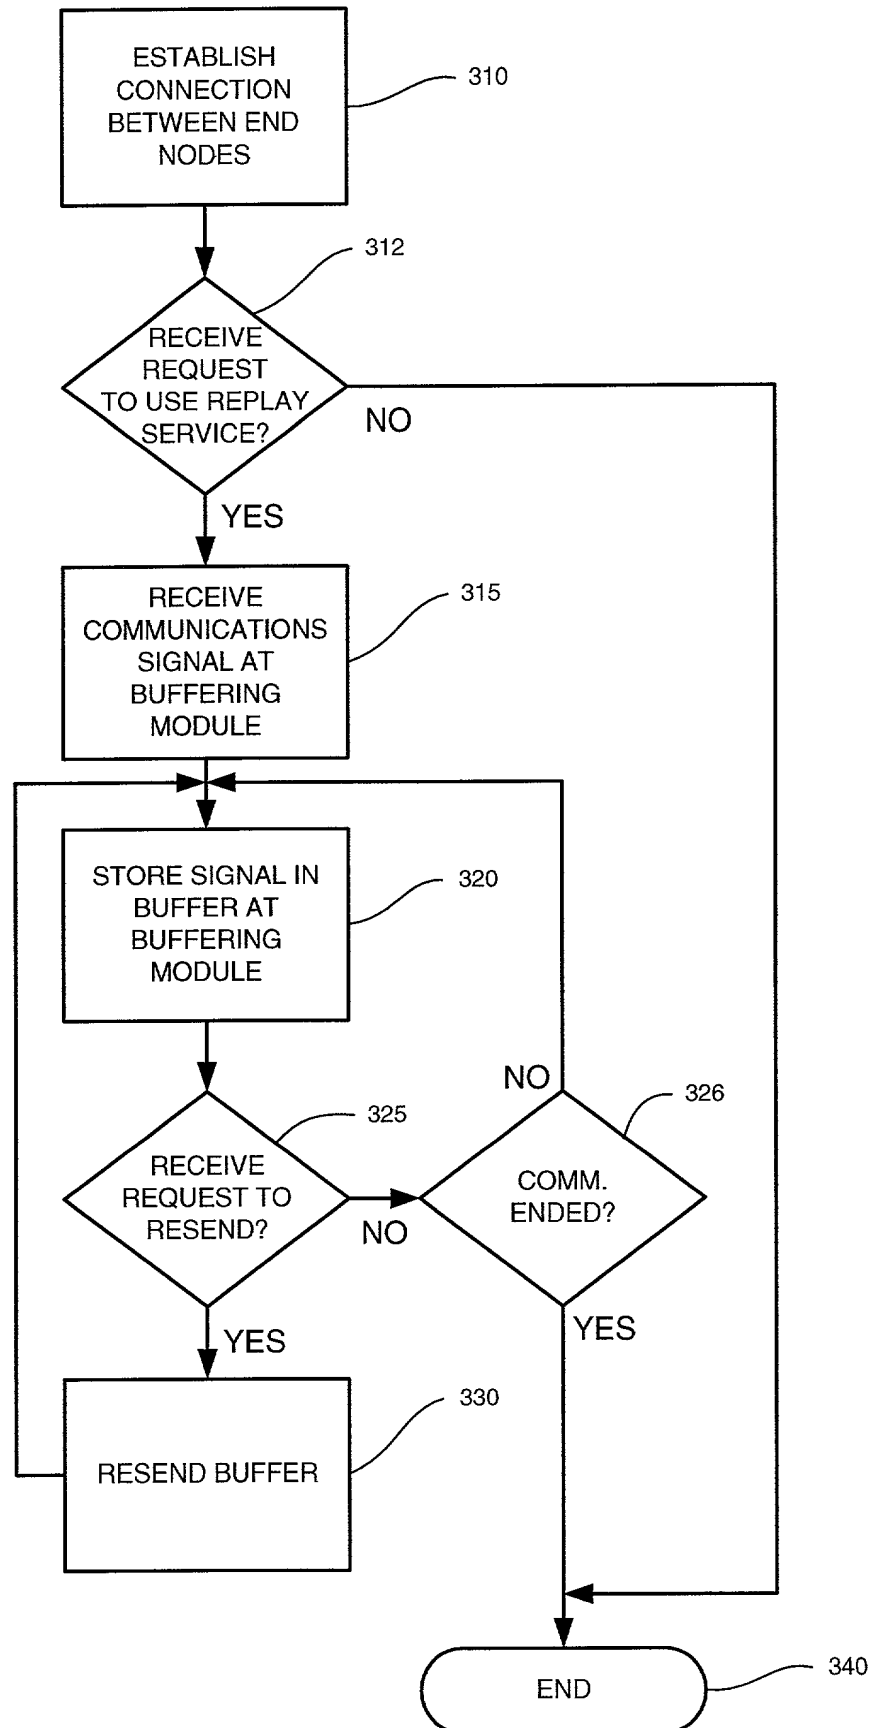 ESTABLISH
CONNECTION
BETWEEN END
NODES
310
312
RECEIVE
REQUEST
TO USE REPLAY
SERVICE?
NO
YES
RECEIVE
COMMUNICATIONS
SIGNAL AT
BUFFERING
MODULE
315
STORE SIGNAL IN
BUFFER AT
BUFFERING
MODULE
320
NO
326
325
RECEIVE
REQUEST TO
RESEND?
NO
COMM.
ENDED?
YES
YES
RESEND BUFFER
330
END
340